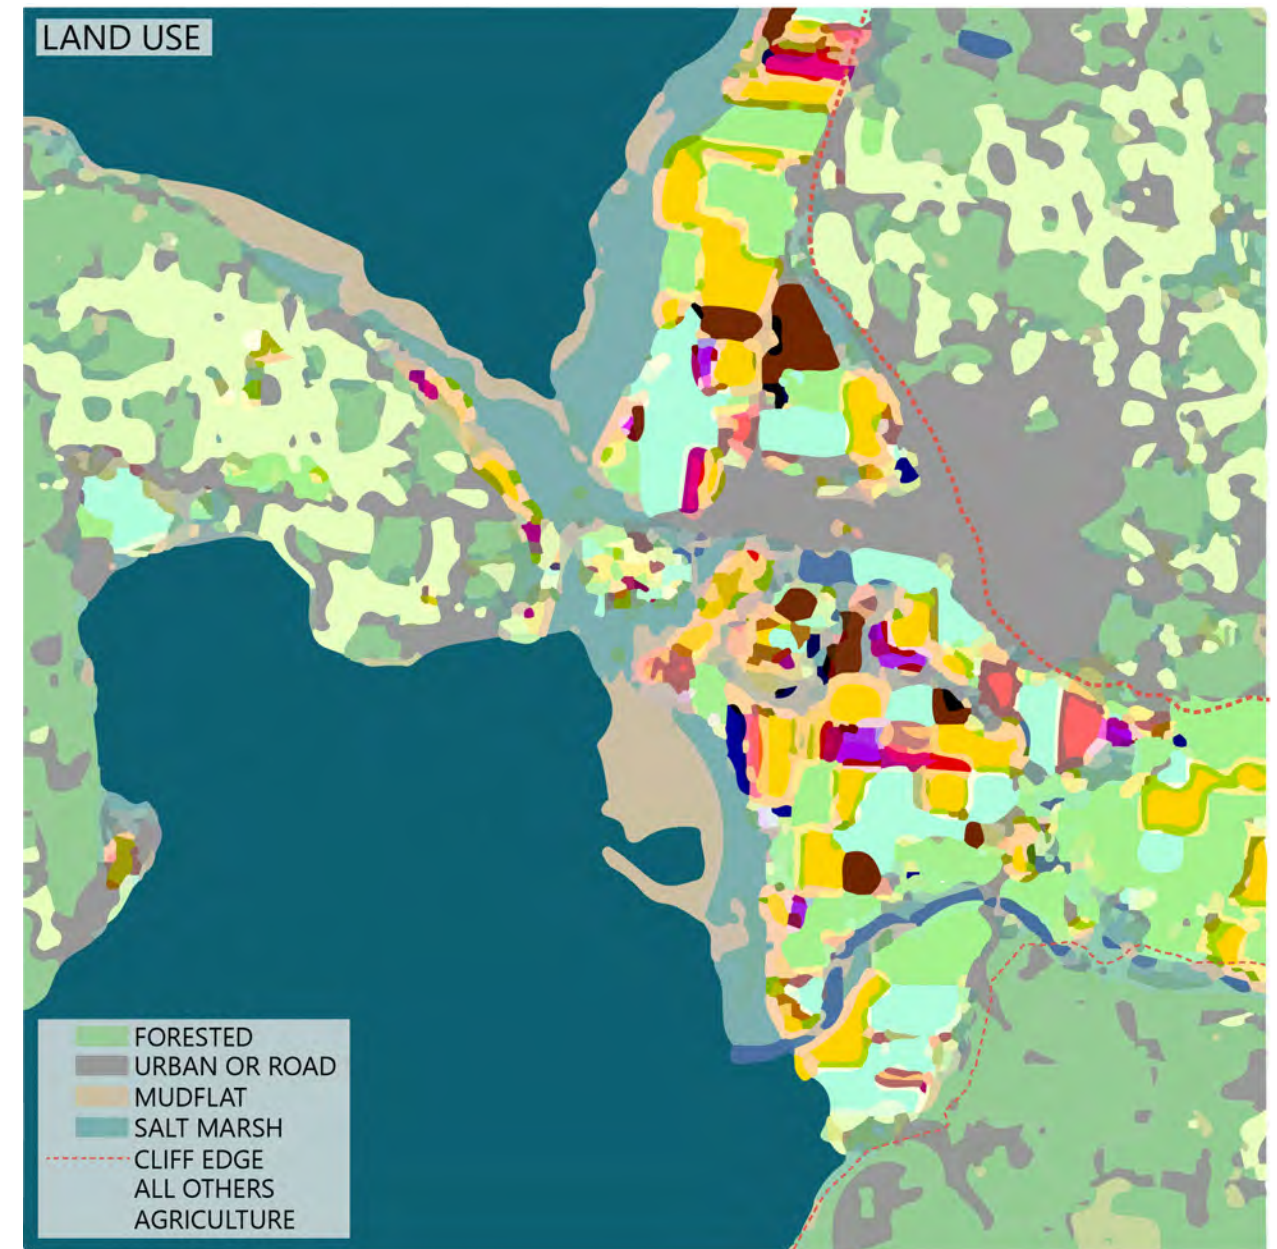 LAND USE
FORESTED
URBAN OR ROAD
MUDFLAT
SALT MARSH
CLIFF EDGE
ALL OTHERS
AGRICULTURE